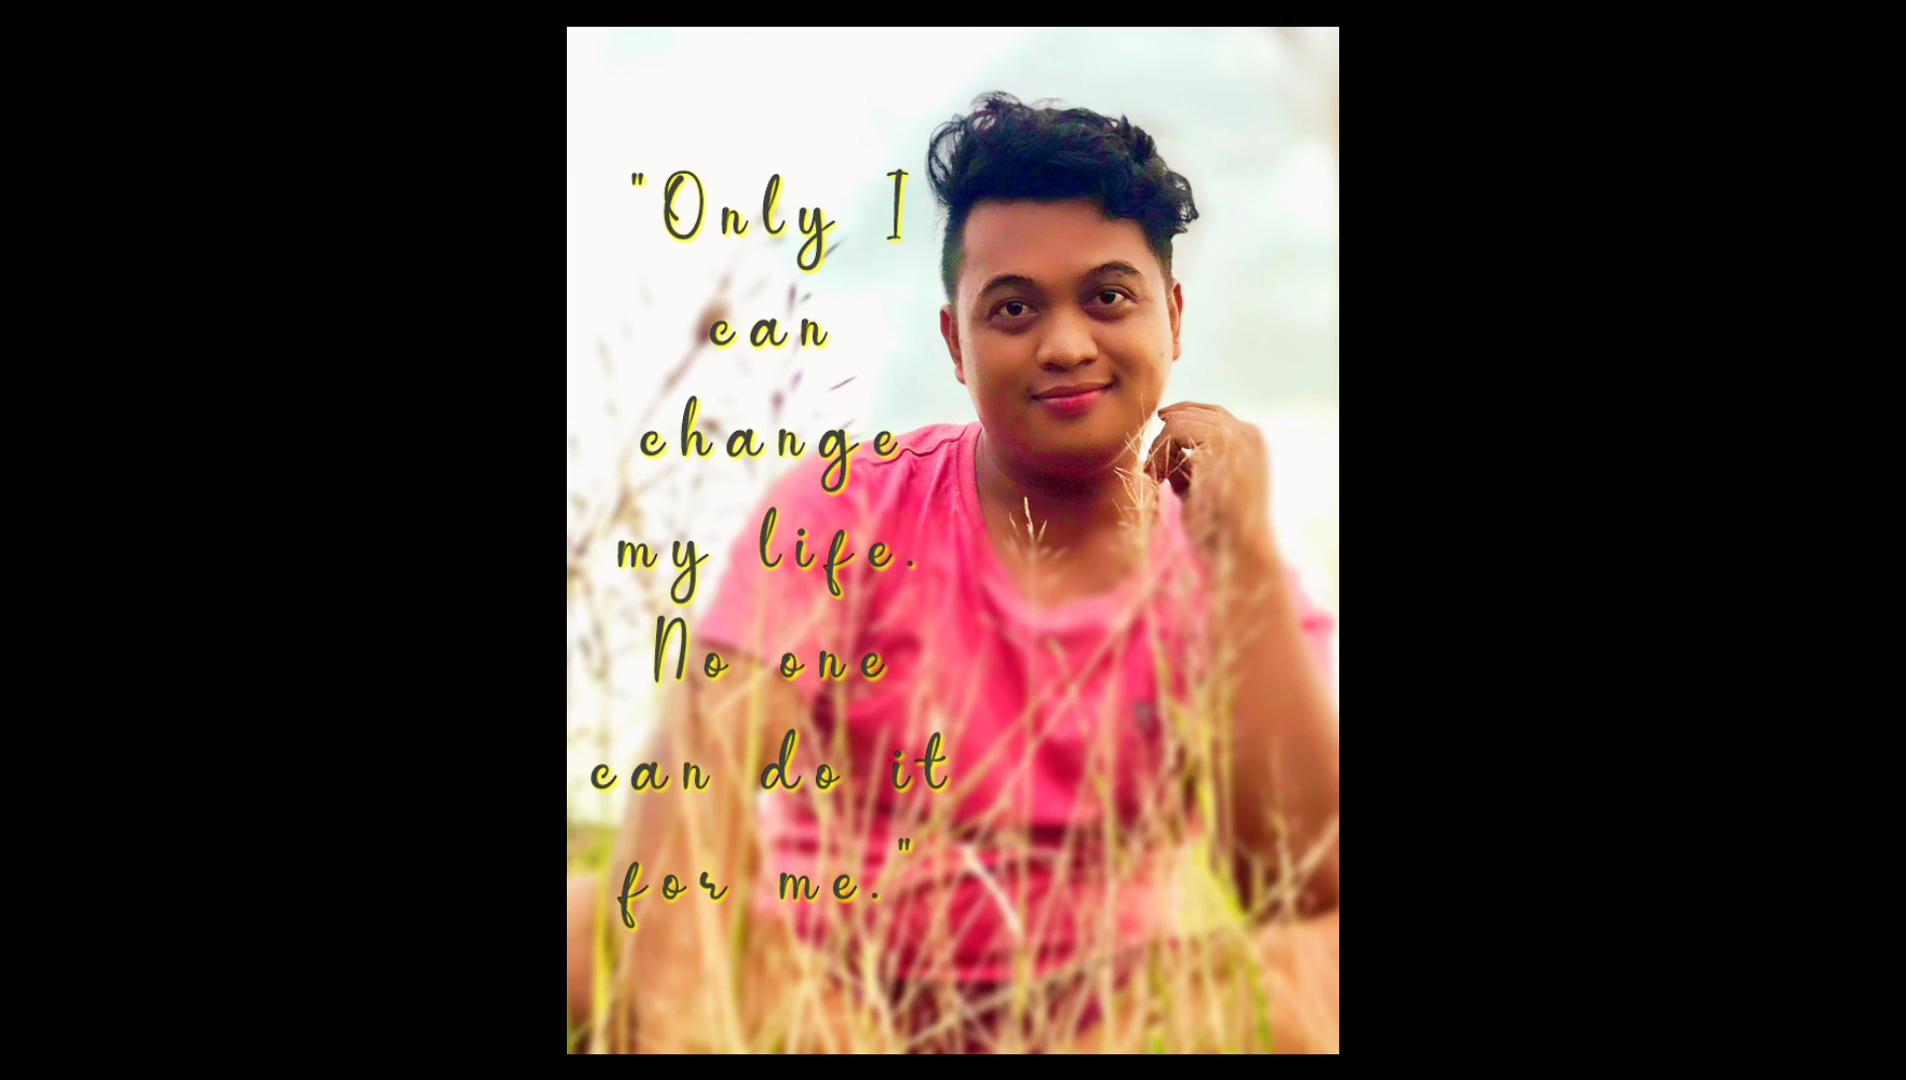 "Only I
can
change
my life.
No one
can do it
for me."